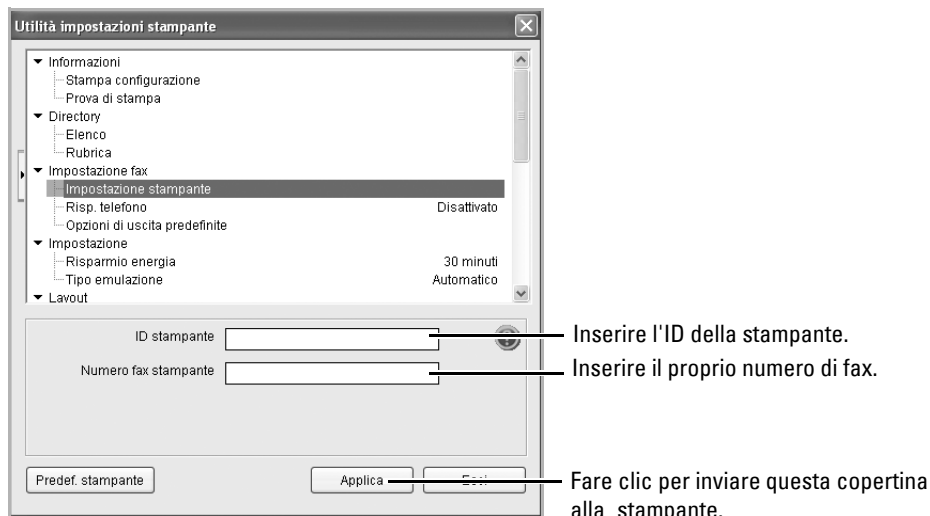 Utilità impostazioni stampante
Informazioni
Stampa configurazione
Prova di stampa
Directory
Elenco
Rubrica
Impostazione fax
Impostazione stampante
Risp. telefono Disattivato
Opzioni di uscita predefinite
Impostazione
Risparmio energia 30 minuti
Tipo emulazione Automatico
Layout
ID stampante
Inserire l'ID della stampante.
Numero fax stampante
Inserire il proprio numero di fax.
Predef. stampante
Applica
Fare clic per inviare questa copertina
alla stampante.